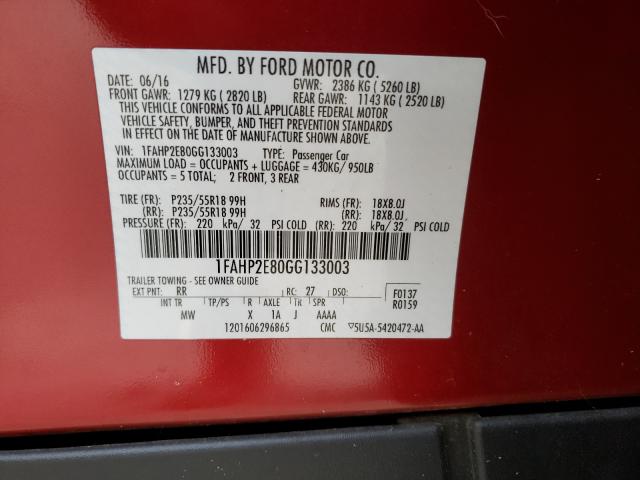 MFD. BY FORD MOTOR CO.
DATE: 06/16 GVWR: 2386 KG ( 5260 LB)
FRONT GAWR: 1279 KG ( 2820 LB) REAR GAWR: 1143 KG ( 2520 LB)
THIS VEHICLE CONFORMS TO ALL APPLICABLE FEDERAL MOTOR
VEHICLE SAFETY, BUMPER, AND THEFT PREVENTION STANDARDS
IN EFFECT ON THE DATE OF MANUFACTURE SHOWN ABOVE.
VIN: 1FAHP2E80GG133003 TYPE: Passenger Car
MAXIMUM LOAD = OCCUPANTS + LUGGAGE = 430KG/ 950LB
OCCUPANTS = 5 TOTAL; 2 FRONT, 3 REAR
TIRE (FR): P235/55R18 99H RIMS (FR): 18X8.0J
(RR): P235/55R18 99H (RR): 18X8.0J
PRESSURE (FR): 220 kPa/ 32 PSI COLD (RR): 220 kPa/ 32 PSI COLD
1FAHP2E80GG133003
TRAILER TOWING - SEE OWNER GUIDE
EXT PNT: RR RC: 27 DSO: F0137
INT TR TP/PS R AXLE TR SPR R0159
MW X 1A J AAAA
1201606296865 CMC ▽5U5A-5420472-AA